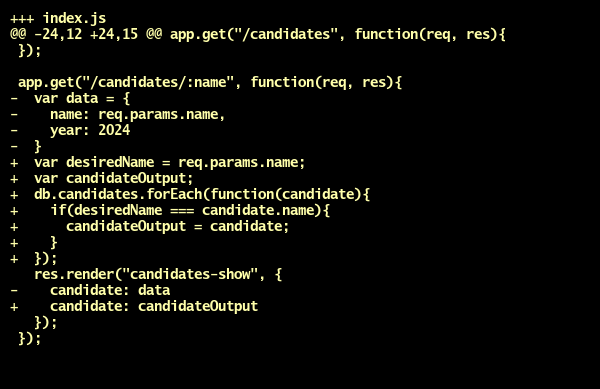 +++ index.js
@@ -24,12 +24,15 @@ app.get("/candidates", function(req, res){
 });

 app.get("/candidates/:name", function(req, res){
-  var data = {
-    name: req.params.name,
-    year: 2024
-  }
+  var desiredName = req.params.name;
+  var candidateOutput;
+  db.candidates.forEach(function(candidate){
+    if(desiredName === candidate.name){
+      candidateOutput = candidate;
+    }
+  });
   res.render("candidates-show", {
-    candidate: data
+    candidate: candidateOutput
   });
 });